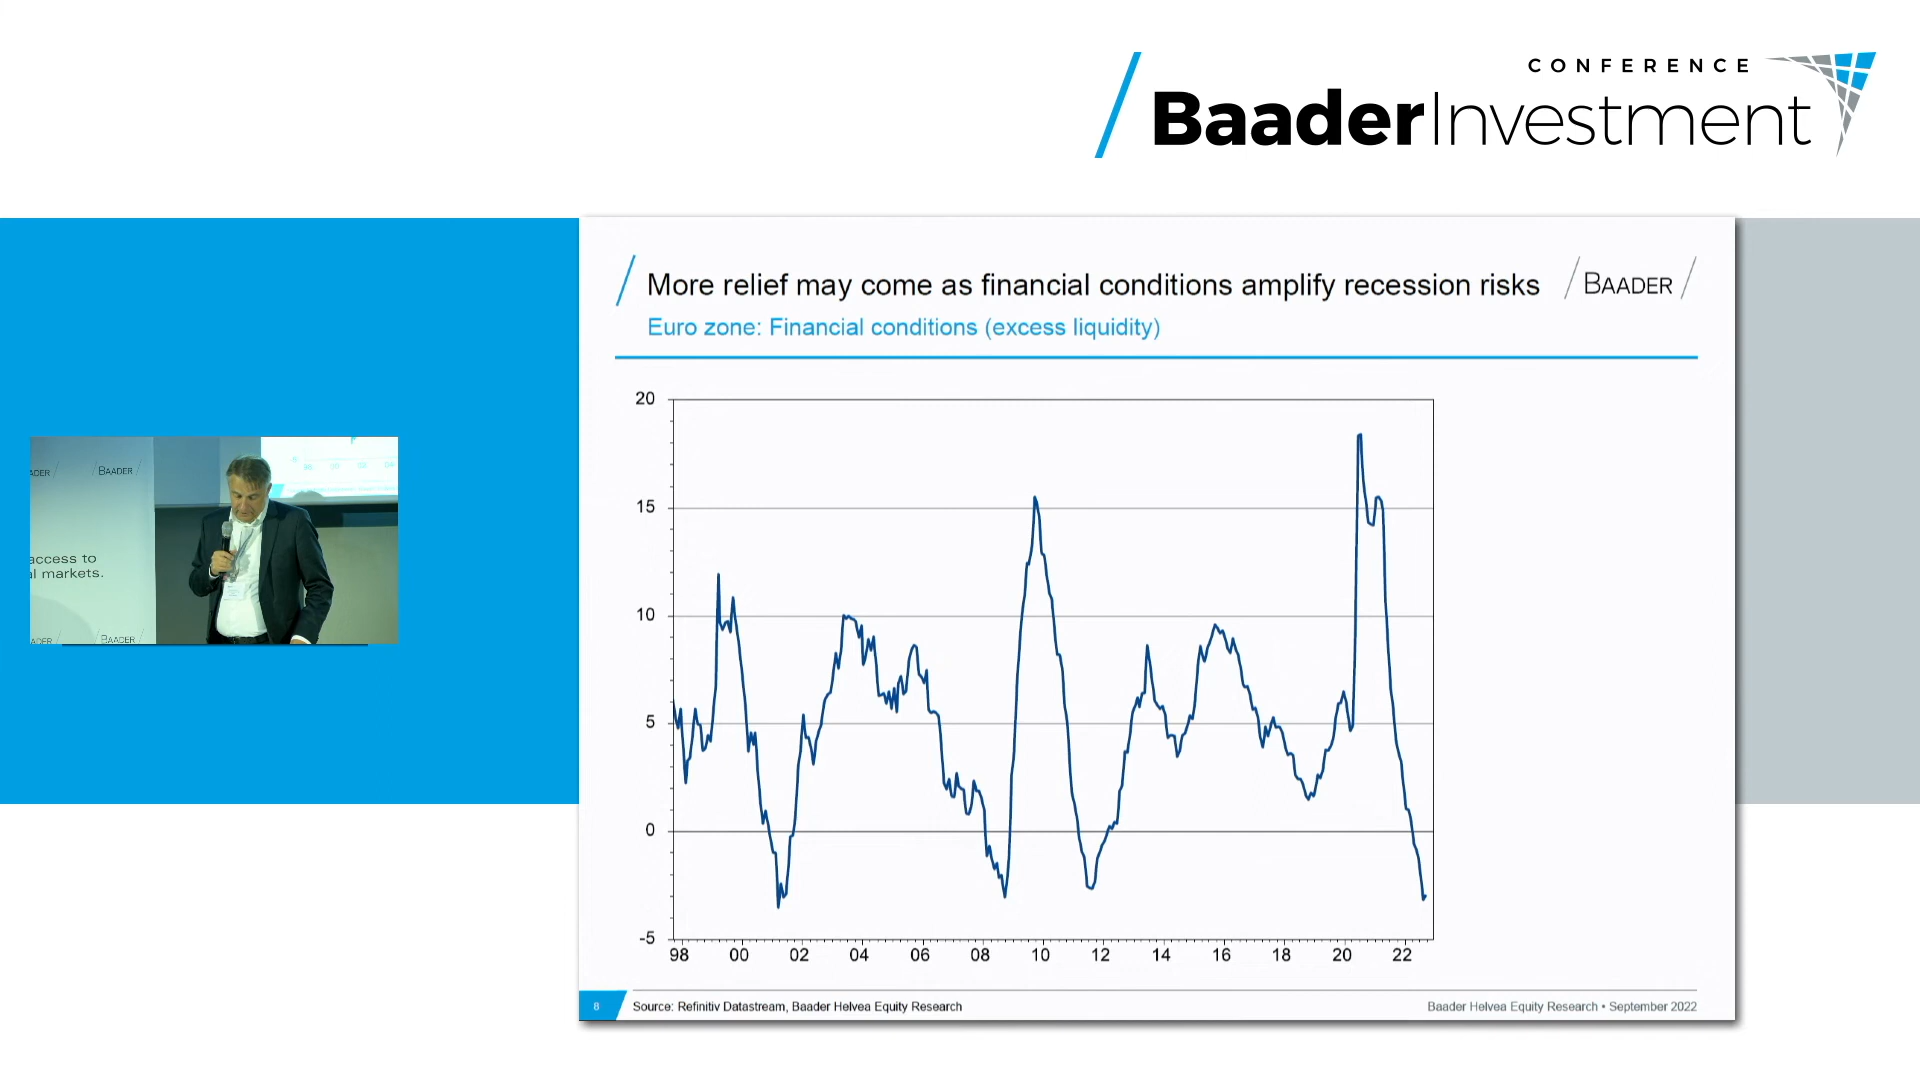 CONFERENCE
BaaderInvestment
More relief may come as financial conditions amplify recession risks
BAADER
Euro zone: Financial conditions (excess liquidity)
20
15
10
5
0
-5
98 00 02 04 06 08 10 12 14 16 18 20 22
8
Source: Refinitiv Datastream, Baader Helvea Equity Research
Baader Helvea Equity Research • September 2022
BAADER
access to
markets.
BAADER